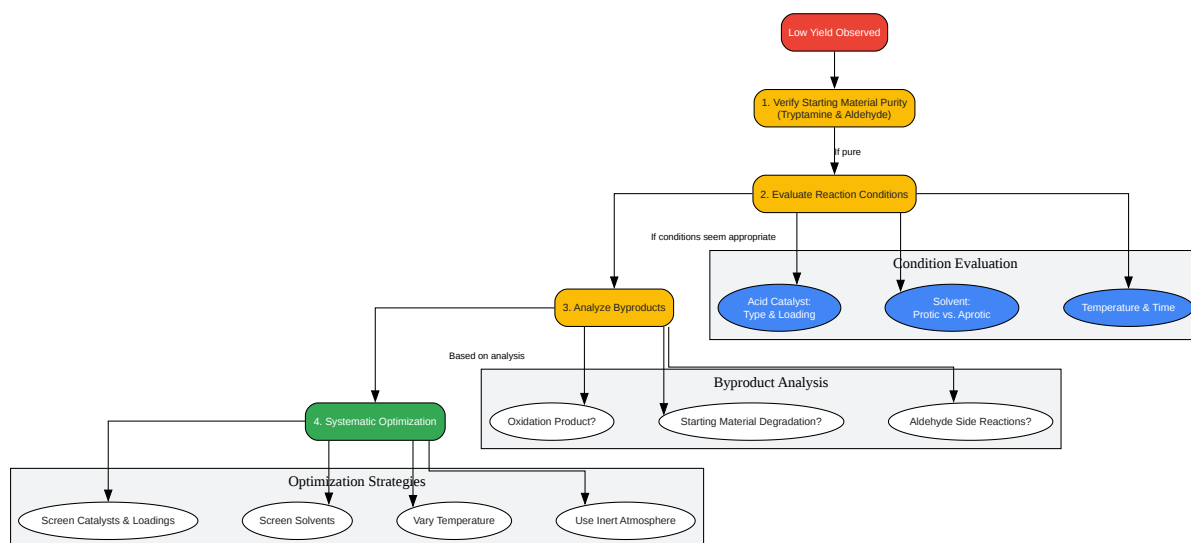 Low Yield Observed
1. Verify Starting Material Purity
(Tryptamine & Aldehyde)
If pure
2. Evaluate Reaction Conditions
If conditions seem appropriate
Condition Evaluation
Acid Catalyst:
Type & Loading
Solvent:
Protic vs. Aprotic
Temperature & Time
3. Analyze Byproducts
Based on analysis
Byproduct Analysis
Oxidation Product?
Starting Material Degradation?
Aldehyde Side Reactions?
4. Systematic Optimization
Optimization Strategies
Screen Catalysts & Loadings
Screen Solvents
Vary Temperature
Use Inert Atmosphere